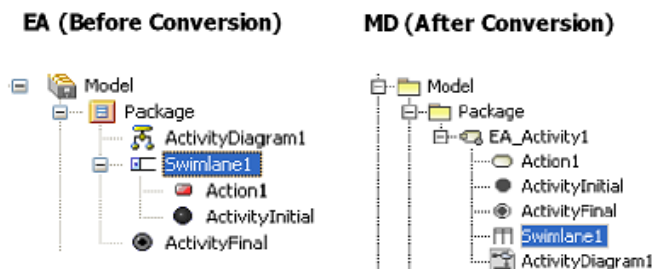 EA (Before Conversion)
Model
Package
ActivityDiagram1
Swimlane1
Action1
ActivityInitial
ActivityFinal
MD (After Conversion)
Model
Package
EA_Activity1
Action1
ActivityInitial
ActivityFinal
Swimlane1
ActivityDiagram1